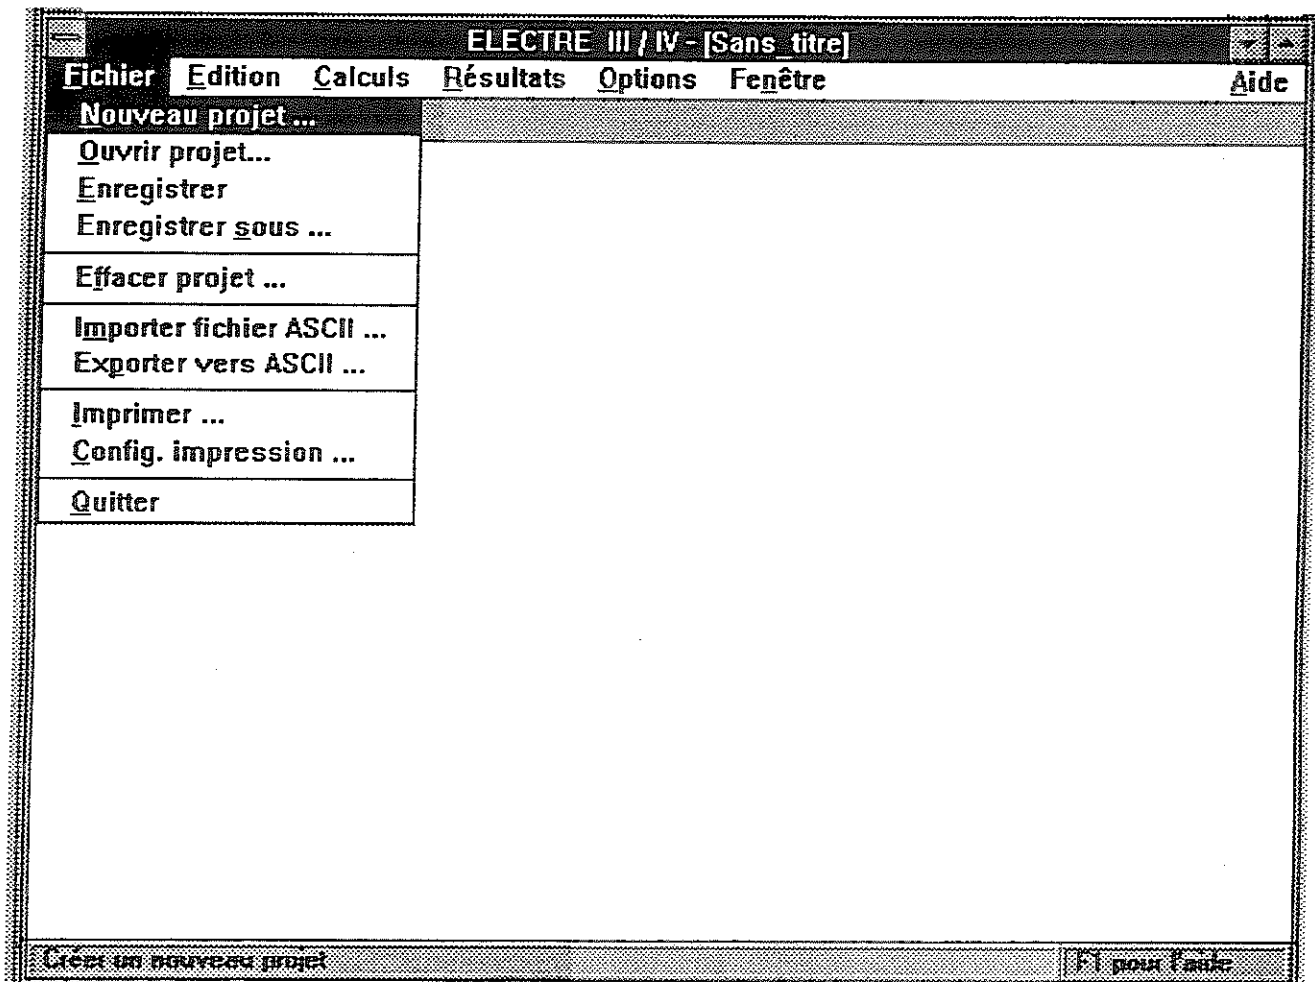 ELECTRE III / IV - [Sans_titre]
Fichier Edition Calculs Résultats Options Fenêtre Aide
Nouveau projet ...
Ouvrir projet...
Enregistrer
Enregistrer sous ...
Effacer projet ...
Importer fichier ASCII ...
Exporter vers ASCII ...
Imprimer ...
Config. impression ...
Quitter
Créer un nouveau projet F1 pour l'aide